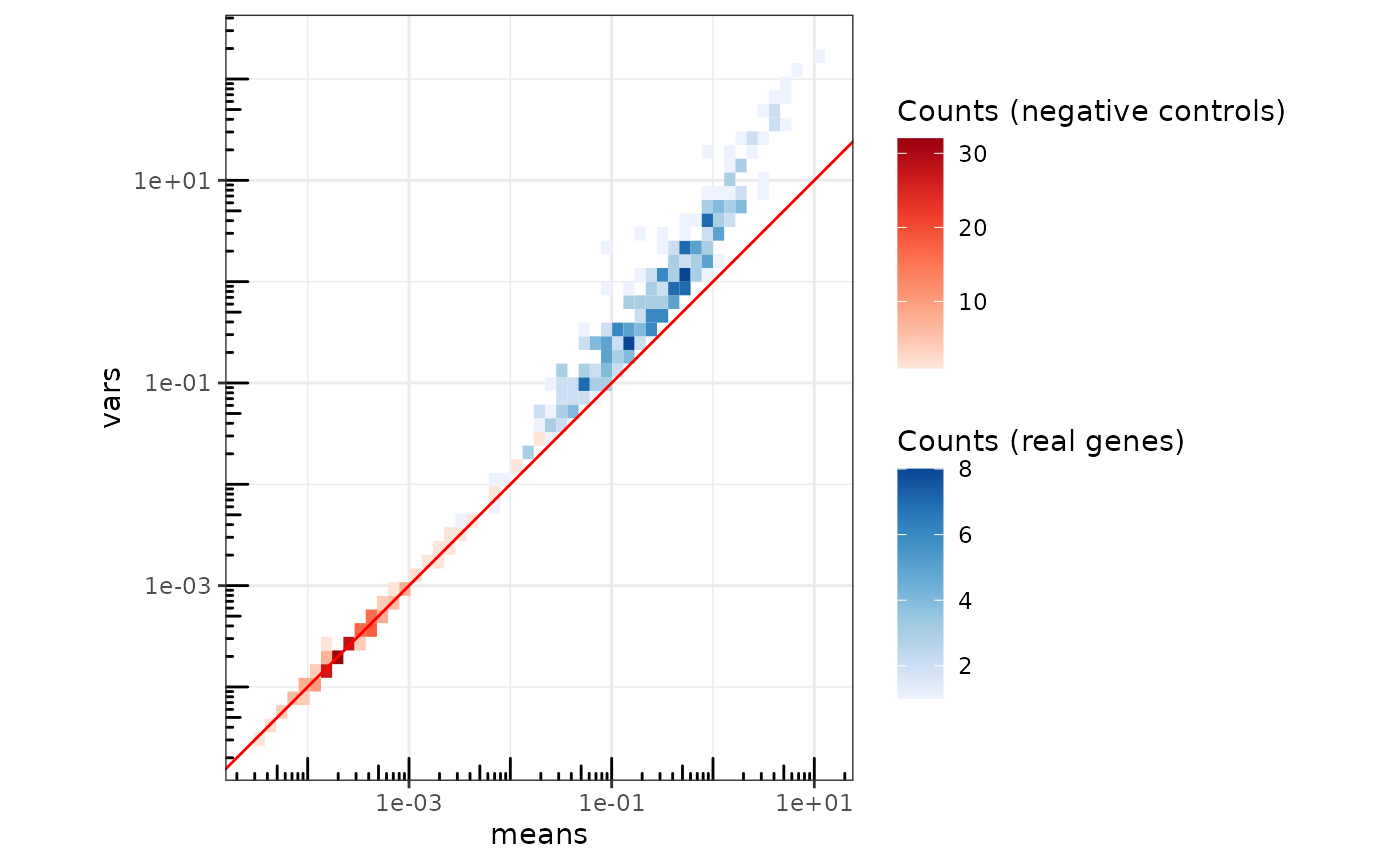 1e+01
1e-01
1e-03
vars
1e-03 1e-01 1e+01
means
Counts (negative controls)
30
20
10
Counts (real genes)
8
6
4
2